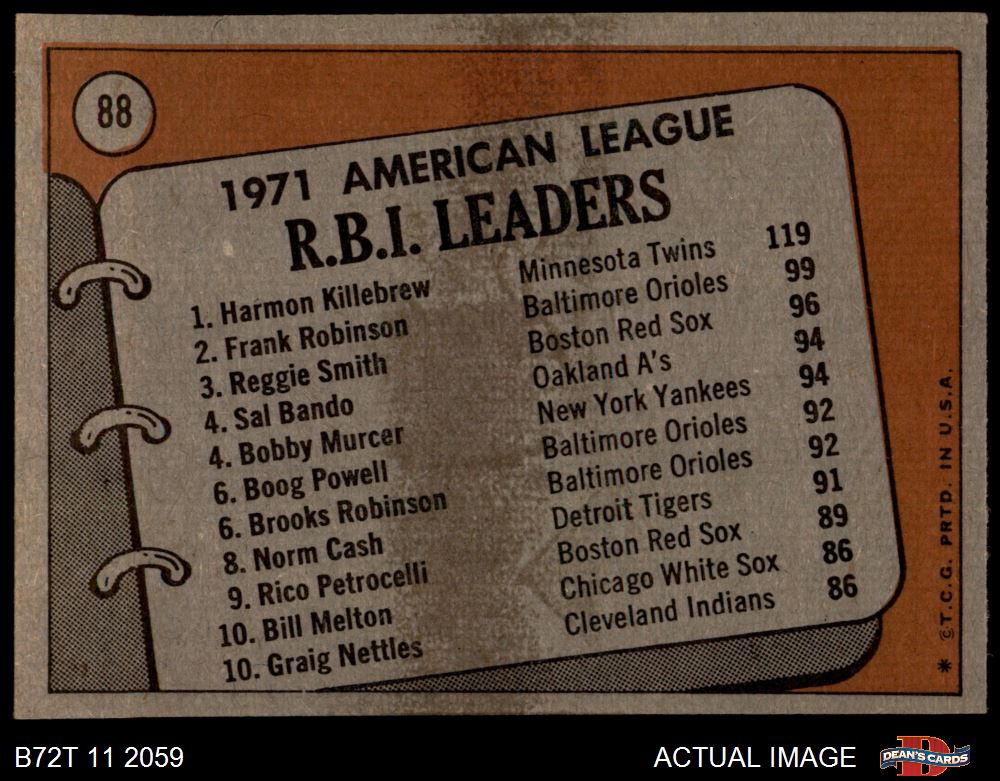 88
1971 AMERICAN LEAGUE
R.B.I. LEADERS
1. Harmon Killebrew Minnesota Twins 119
2. Frank Robinson Baltimore Orioles 99
3. Reggie Smith Boston Red Sox 96
4. Sal Bando Oakland A's 94
4. Bobby Murcer New York Yankees 94
6. Boog Powell Baltimore Orioles 92
6. Brooks Robinson Baltimore Orioles 92
8. Norm Cash Detroit Tigers 91
9. Rico Petrocelli Boston Red Sox 89
10. Bill Melton Chicago White Sox 86
10. Graig Nettles Cleveland Indians 86
* ©T.C.G. PRTD. IN U.S.A.
B72T 11 2059 ACTUAL IMAGE DEAN'S CARDS